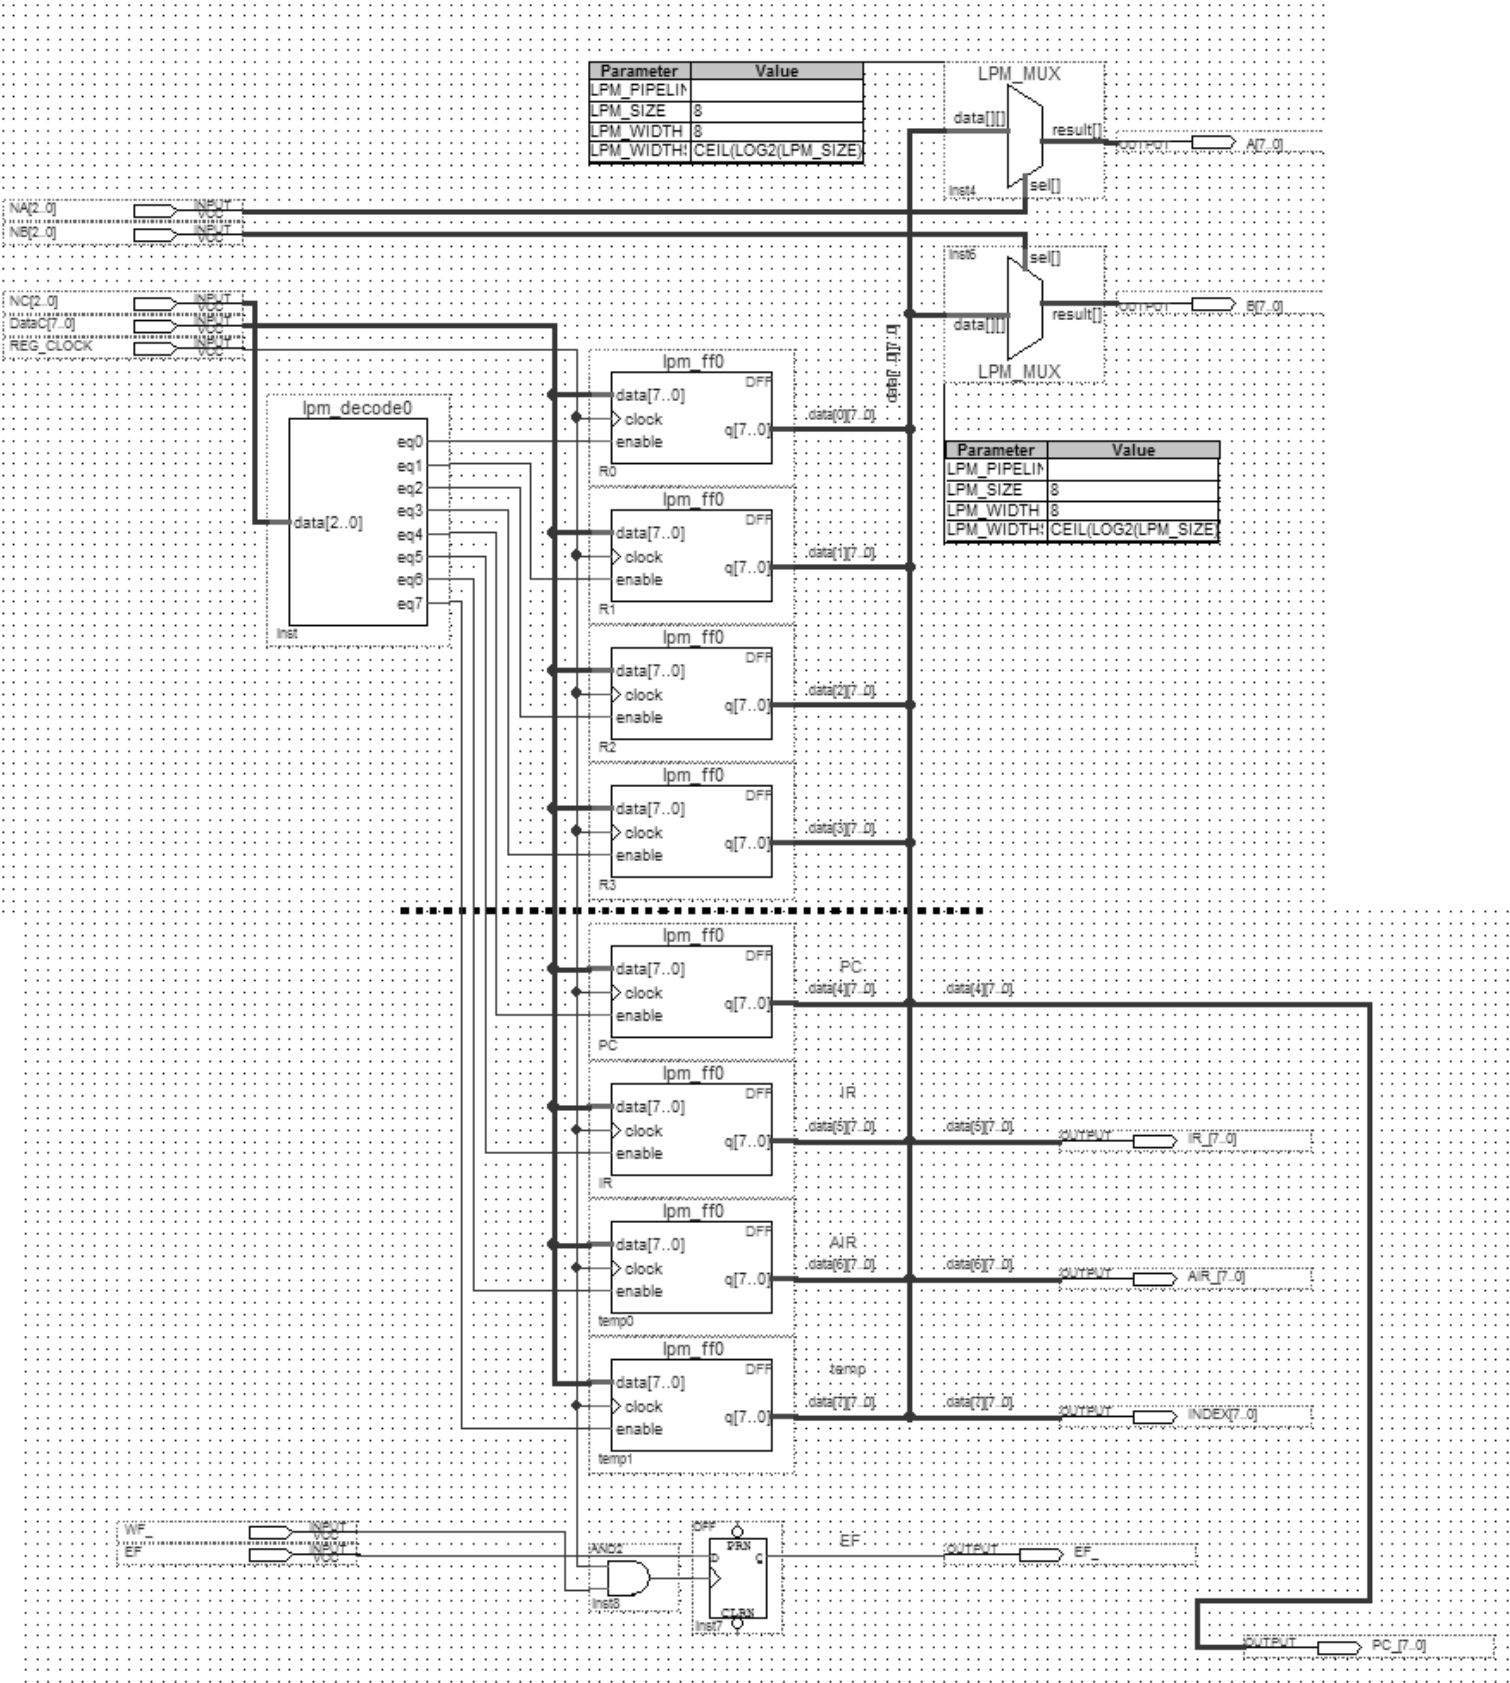 Parameter Value
LPM_PIPELIN
LPM_SIZE 8
LPM_WIDTH 8
LPM_WIDTH: CEIL(LOG2(LPM_SIZE)
LPM_MUX
data[][]
result[]
sel[]
inst4
OUTPUT A[7..0]
NA[2..0] INPUT VCC
NB[2..0] INPUT VCC
inst6
sel[]
data[][]
result[]
LPM_MUX
OUTPUT B[7..0]
NC[2..0] INPUT VCC
DataC[7..0] INPUT VCC
REG_CLOCK INPUT VCC
Parameter Value
LPM_PIPELIN
LPM_SIZE 8
LPM_WIDTH 8
LPM_WIDTH: CEIL(LOG2(LPM_SIZE)
lpm_decode0
data[2..0]
eq0
eq1
eq2
eq3
eq4
eq5
eq6
eq7
inst
lpm_ff0
DFF
data[7..0]
clock
enable
q[7..0]
R0
data[0][7..0]
lpm_ff0
DFF
data[7..0]
clock
enable
q[7..0]
R1
data[1][7..0]
lpm_ff0
DFF
data[7..0]
clock
enable
q[7..0]
R2
data[2][7..0]
lpm_ff0
DFF
data[7..0]
clock
enable
q[7..0]
R3
data[3][7..0]
lpm_ff0
DFF
data[7..0]
clock
enable
q[7..0]
PC
PC
data[4][7..0] data[4][7..0]
lpm_ff0
DFF
data[7..0]
clock
enable
q[7..0]
IR
IR
data[5][7..0] data[5][7..0]
OUTPUT IR_[7..0]
lpm_ff0
DFF
data[7..0]
clock
enable
q[7..0]
temp0
AIR
data[6][7..0] data[6][7..0]
OUTPUT AIR_[7..0]
lpm_ff0
DFF
data[7..0]
clock
enable
q[7..0]
temp1
temp
data[7][7..0] data[7][7..0]
OUTPUT INDEX[7..0]
WF_ INPUT VCC
EF INPUT VCC
AND2
inst8
DFF
PRN
D Q
CLRN
inst7
EF
OUTPUT EF_
OUTPUT PC_[7..0]